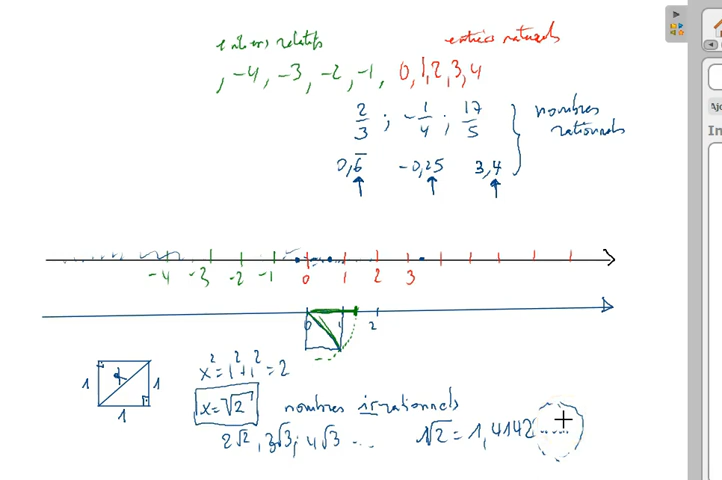 entiers relatifs entiers naturels
, -4, -3, -2, -1, 0, 1, 2, 3, 4
2/3 ; -1/4 ; 17/5 nombres rationnels
0,6̅ -0,25 3,4
-4 -3 -2 -1 0 1 2 3
0 1 2
1 x 1
1
x² = 1² + 1² = 2
x = √2 nombres irrationnels
2√2, 3√3; 4√3 ... √2 = 1,4142.....